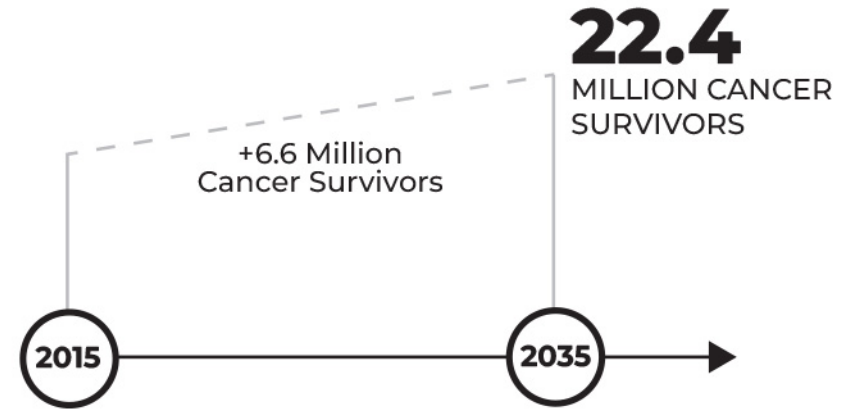 22.4
MILLION CANCER
SURVIVORS
+6.6 Million
Cancer Survivors
2015
2035